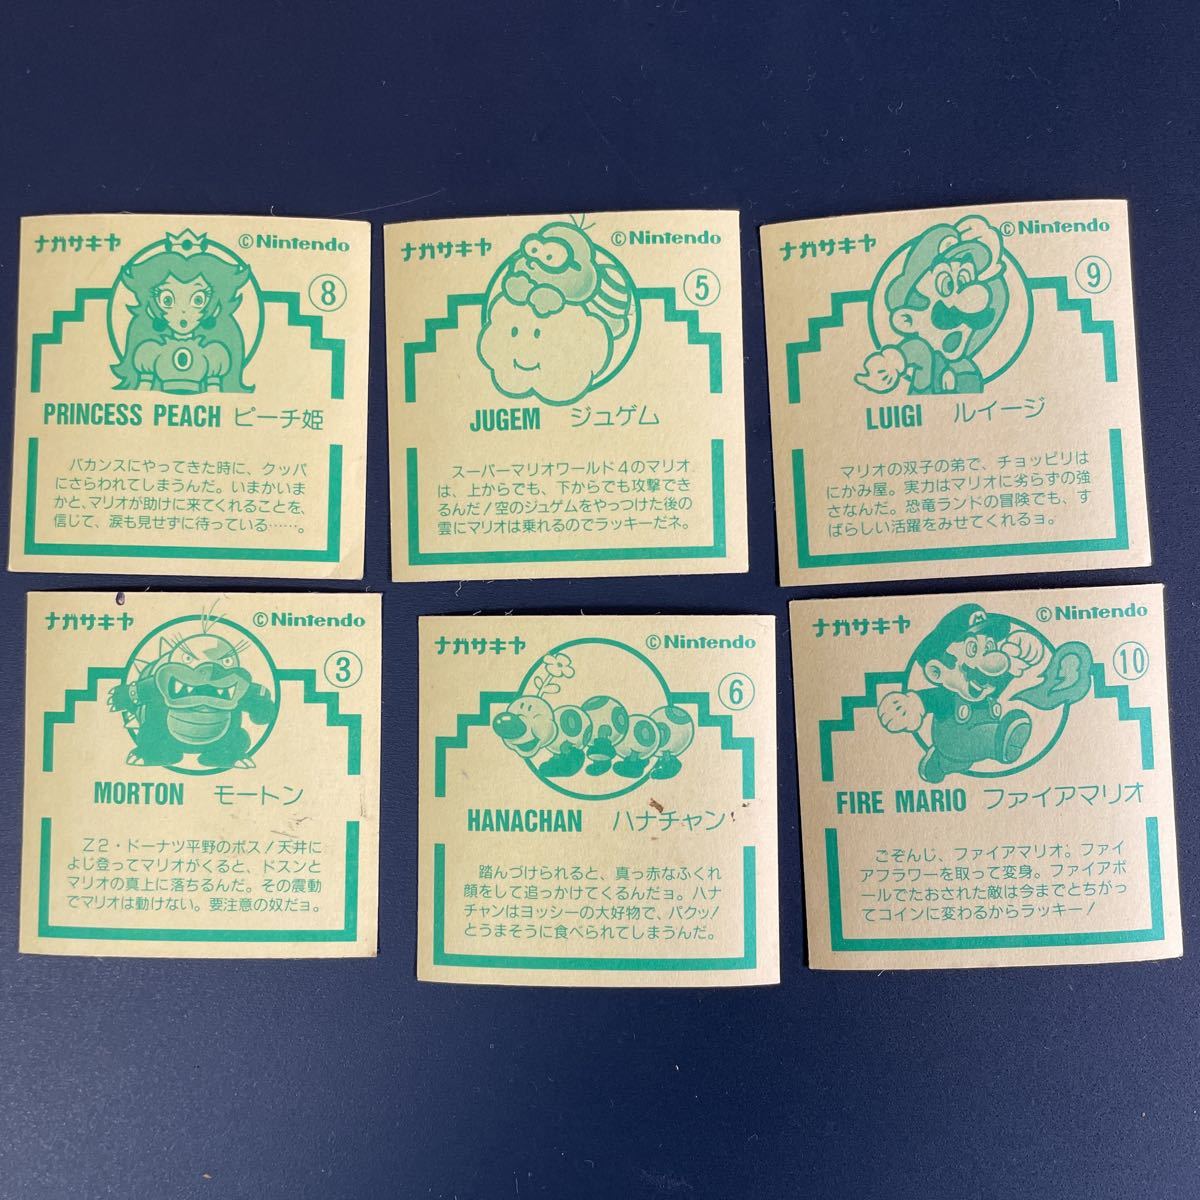 ナガサキヤ ©Nintendo
8
PRINCESS PEACH ピーチ姫
バカンスにやってきた時に、クッパ
にさらわれてしまうんだ。いまかいま
かと、マリオが助けに来てくれることを、
信じて、涙も見せずに待っている……。
ナガサキヤ ©Nintendo
5
JUGEM ジュゲム
スーパーマリオワールド4のマリオ
は、上からでも、下からでも攻撃でき
るんだ!空のジュゲムをやっつけた後の
雲にマリオは乗れるのでラッキーだネ。
ナガサキヤ ©Nintendo
9
LUIGI ルイージ
マリオの双子の弟で、チョッピリは
にかみ屋。実力はマリオに劣らずの強
さなんだ。恐竜ランドの冒険でも、す
ばらしい活躍をみせてくれるョ。
ナガサキヤ ©Nintendo
3
MORTON モートン
Z2・ドーナツ平野のボス!天井に
よじ登ってマリオがくると、ドスンと
マリオの真上に落ちるんだ。その震動
でマリオは動けない。要注意の奴だョ。
ナガサキヤ ©Nintendo
6
HANACHAN ハナチャン
踏んづけられると、真っ赤なふくれ
顔をして追っかけてくるんだョ。ハナ
チャンはヨッシーの大好物で、パクッ!
とうまそうに食べられてしまうんだ。
ナガサキヤ ©Nintendo
10
M
FIRE MARIO ファイアマリオ
ごぞんじ、ファイアマリオ。ファイ
アフラワーを取って変身。ファイアボ
ールでたおされた敵は今までとちがっ
てコインに変わるからラッキー!